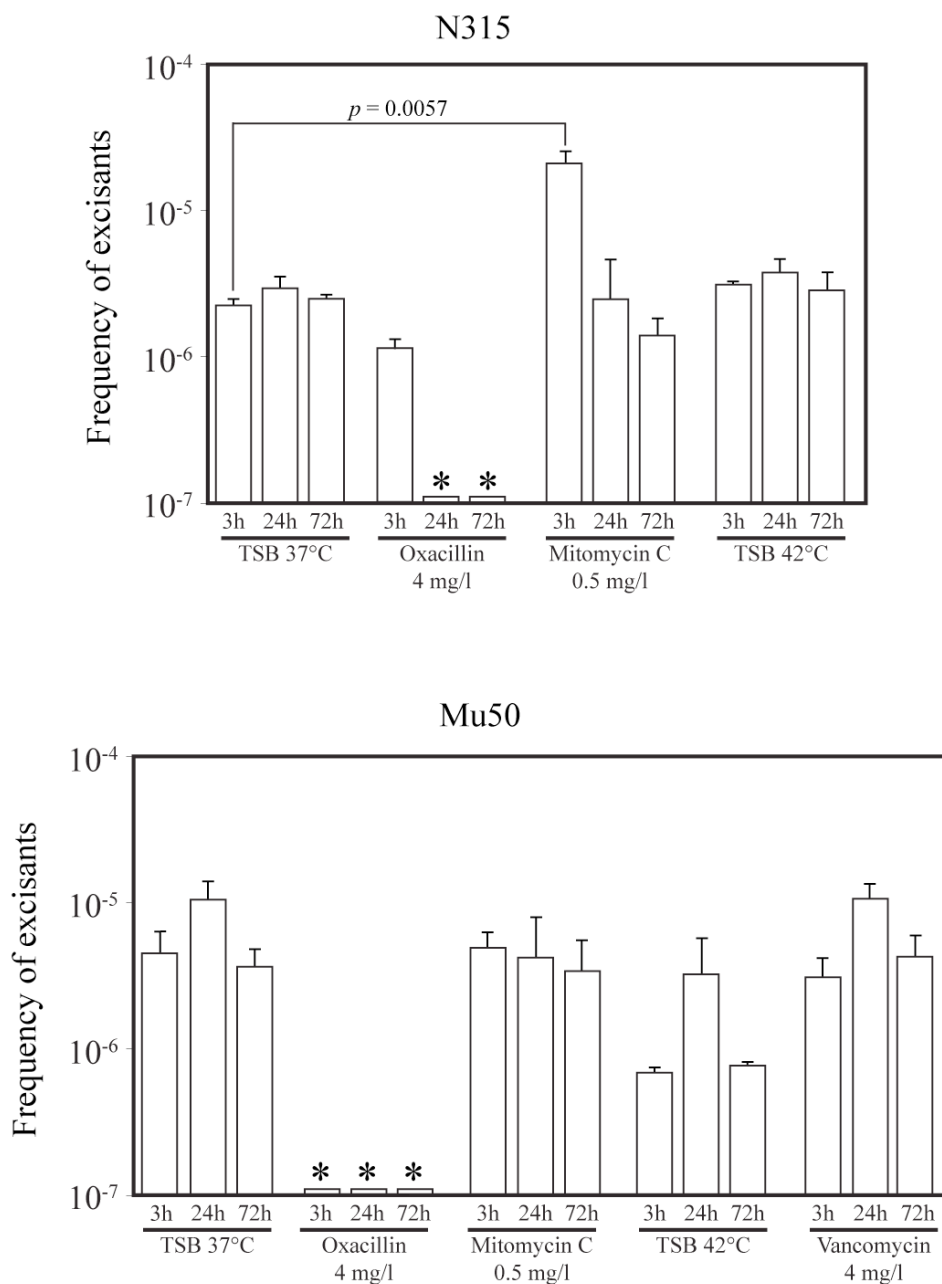 N315
10-4
p = 0.0057
10-5
10-6
10-7
Frequency of excisants
* *
3h 24h 72h 3h 24h 72h 3h 24h 72h 3h 24h 72h
TSB 37°C Oxacillin Mitomycin C TSB 42°C
4 mg/l 0.5 mg/l
Mu50
10-4
10-5
10-6
10-7
Frequency of excisants
* * *
3h 24h 72h 3h 24h 72h 3h 24h 72h 3h 24h 72h 3h 24h 72h
TSB 37°C Oxacillin Mitomycin C TSB 42°C Vancomycin
4 mg/l 0.5 mg/l 4 mg/l